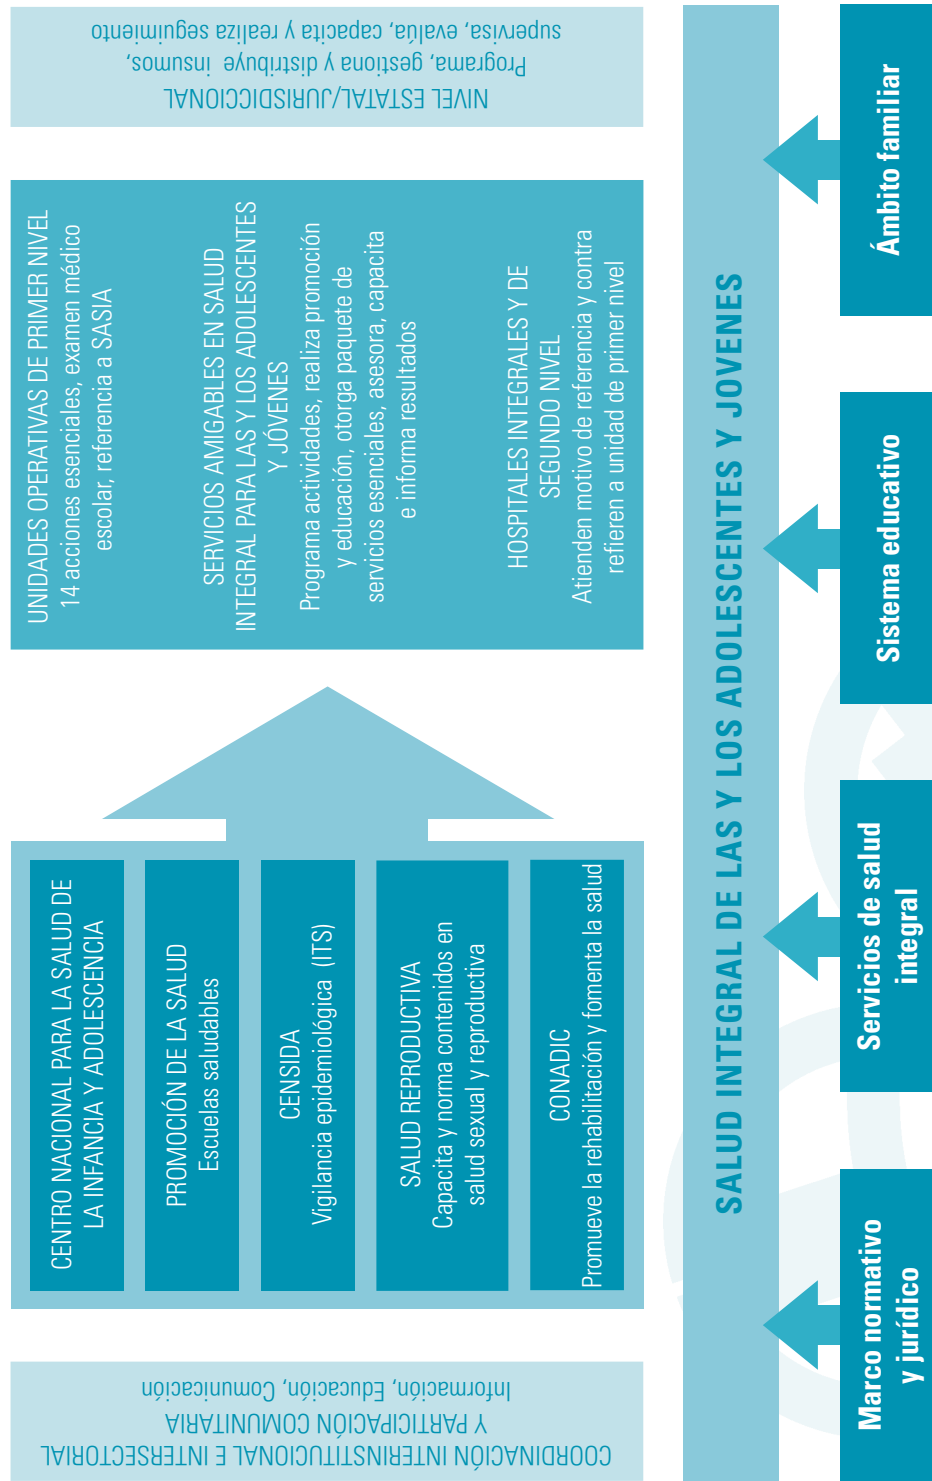 COORDINACIÓN INTERINSTITUCIONAL E INTERSECTORIAL
Y PARTICIPACIÓN COMUNITARIA
Información, Educación, Comunicación
CENTRO NACIONAL PARA LA SALUD DE
LA INFANCIA Y ADOLESCENCIA
PROMOCIÓN DE LA SALUD
Escuelas saludables
CENSIDA
Vigilancia epidemiológica (ITS)
SALUD REPRODUCTIVA
Capacita y norma contenidos en
salud sexual y reproductiva
CONADIC
Promueve la rehabilitación y fomenta la salud
UNIDADES OPERATIVAS DE PRIMER NIVEL
14 acciones esenciales, examen médico
escolar, referencia a SASIA
SERVICIOS AMIGABLES EN SALUD
INTEGRAL PARA LAS Y LOS ADOLESCENTES
Y JÓVENES
Programa actividades, realiza promoción
y educación, otorga paquete de
servicios esenciales, asesora, capacita
e informa resultados
HOSPITALES INTEGRALES Y DE
SEGUNDO NIVEL
Atienden motivo de referencia y contra
refieren a unidad de primer nivel
NIVEL ESTATAL/JURISDICCIONAL
Programa, gestiona y distribuye insumos,
supervisa, evalúa, capacita y realiza seguimiento
SALUD INTEGRAL DE LAS Y LOS ADOLESCENTES Y JOVENES
Marco normativo
y jurídico
Servicios de salud
integral
Sistema educativo
Ámbito familiar